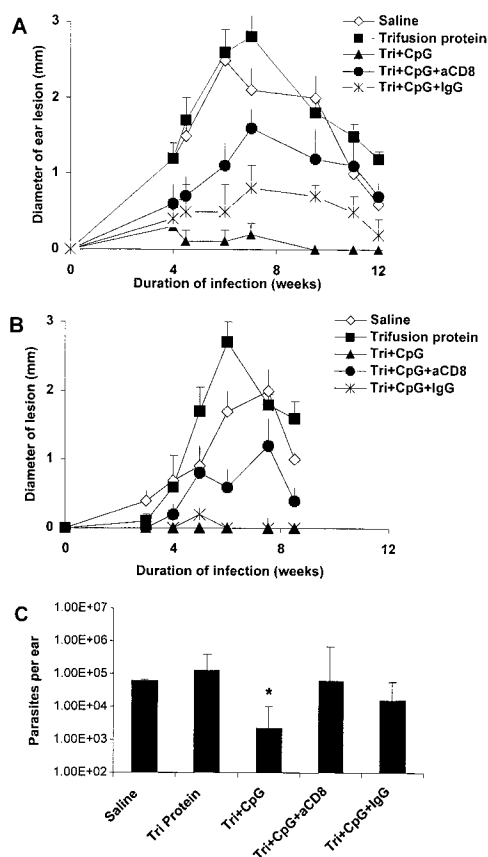 A
Diameter of ear lesion (mm)
3
2
1
0
0
4
8
12
Duration of infection (weeks)
Saline
Trifusion protein
Tri+CpG
Tri+CpG+aCD8
Tri+CpG+IgG
B
Diameter of lesion (mm)
3
2
1
0
0
4
8
12
Duration of infection (weeks)
Saline
Trifusion protein
Tri+CpG
Tri+CpG+aCD8
Tri+CpG+IgG
C
Parasites per ear
1.00E+07
1.00E+06
1.00E+05
1.00E+04
1.00E+03
1.00E+02
*
Saline
Tri Protein
Tri+CpG
Tri+CpG+aCD8
Tri+CpG+IgG